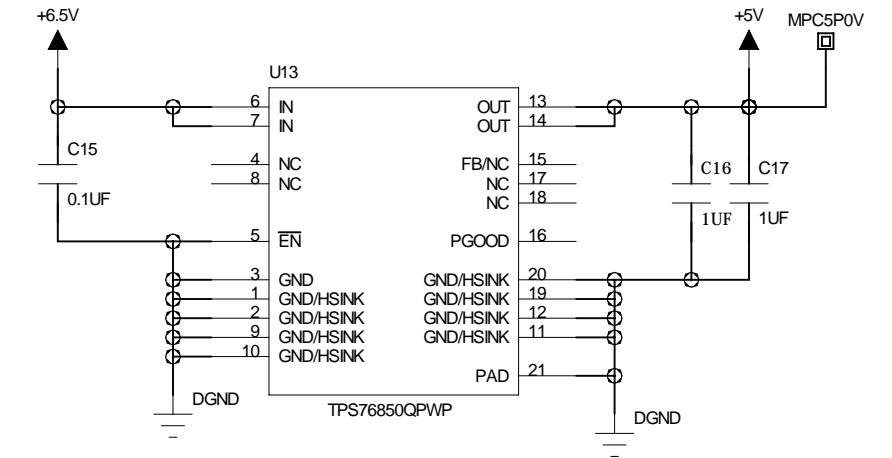 +6.5V
+5V
MPC5P0V
U13
6 IN OUT 13
7 IN OUT 14
C15
4 NC FB/NC 15
C16
C17
8 NC NC 17
0.1UF
NC 18
1UF
1UF
5 EN PGOOD 16
3 GND GND/HSINK 20
1 GND/HSINK GND/HSINK 19
2 GND/HSINK GND/HSINK 12
9 GND/HSINK GND/HSINK 11
10 GND/HSINK
PAD 21
DGND
TPS76850QPWP
DGND